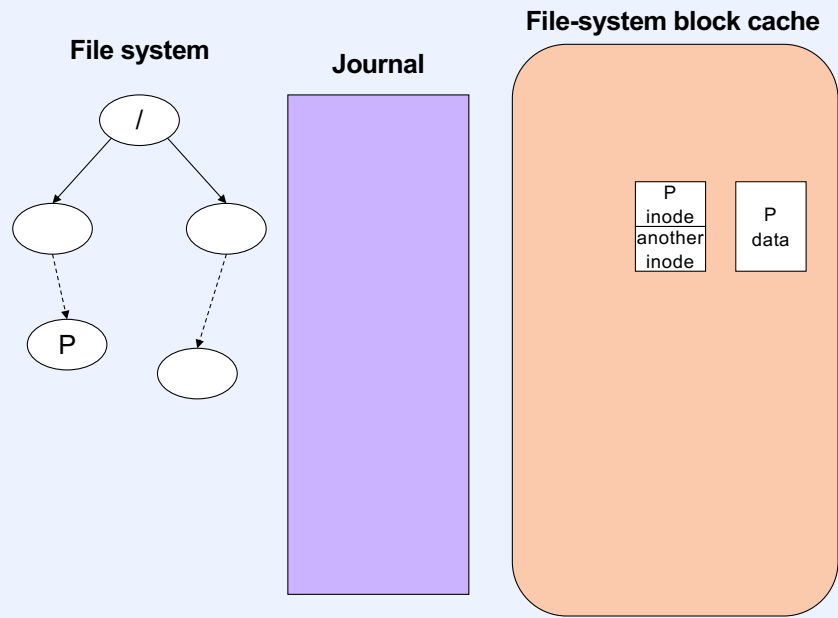 File system
Journal
File-system block cache
/
P
P
inode
another
inode
P
data